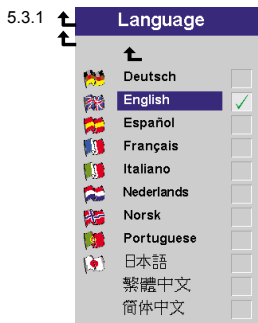 5.3.1
Language
Deutsch
English
Español
Français
Italiano
Nederlands
Norsk
Portuguese
日本語
繁體中文
简体中文